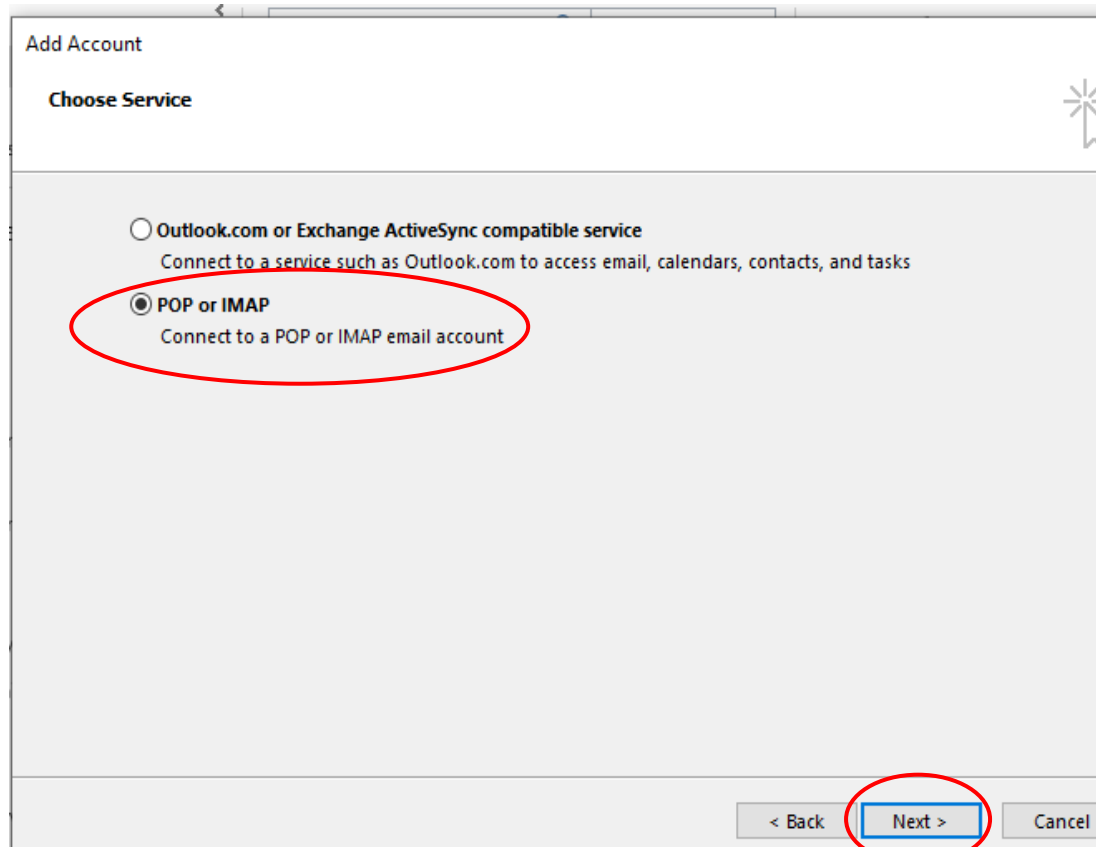 Add Account
Choose Service
Outlook.com or Exchange ActiveSync compatible service
Connect to a service such as Outlook.com to access email, calendars, contacts, and tasks
POP or IMAP
Connect to a POP or IMAP email account
< Back Next > Cancel